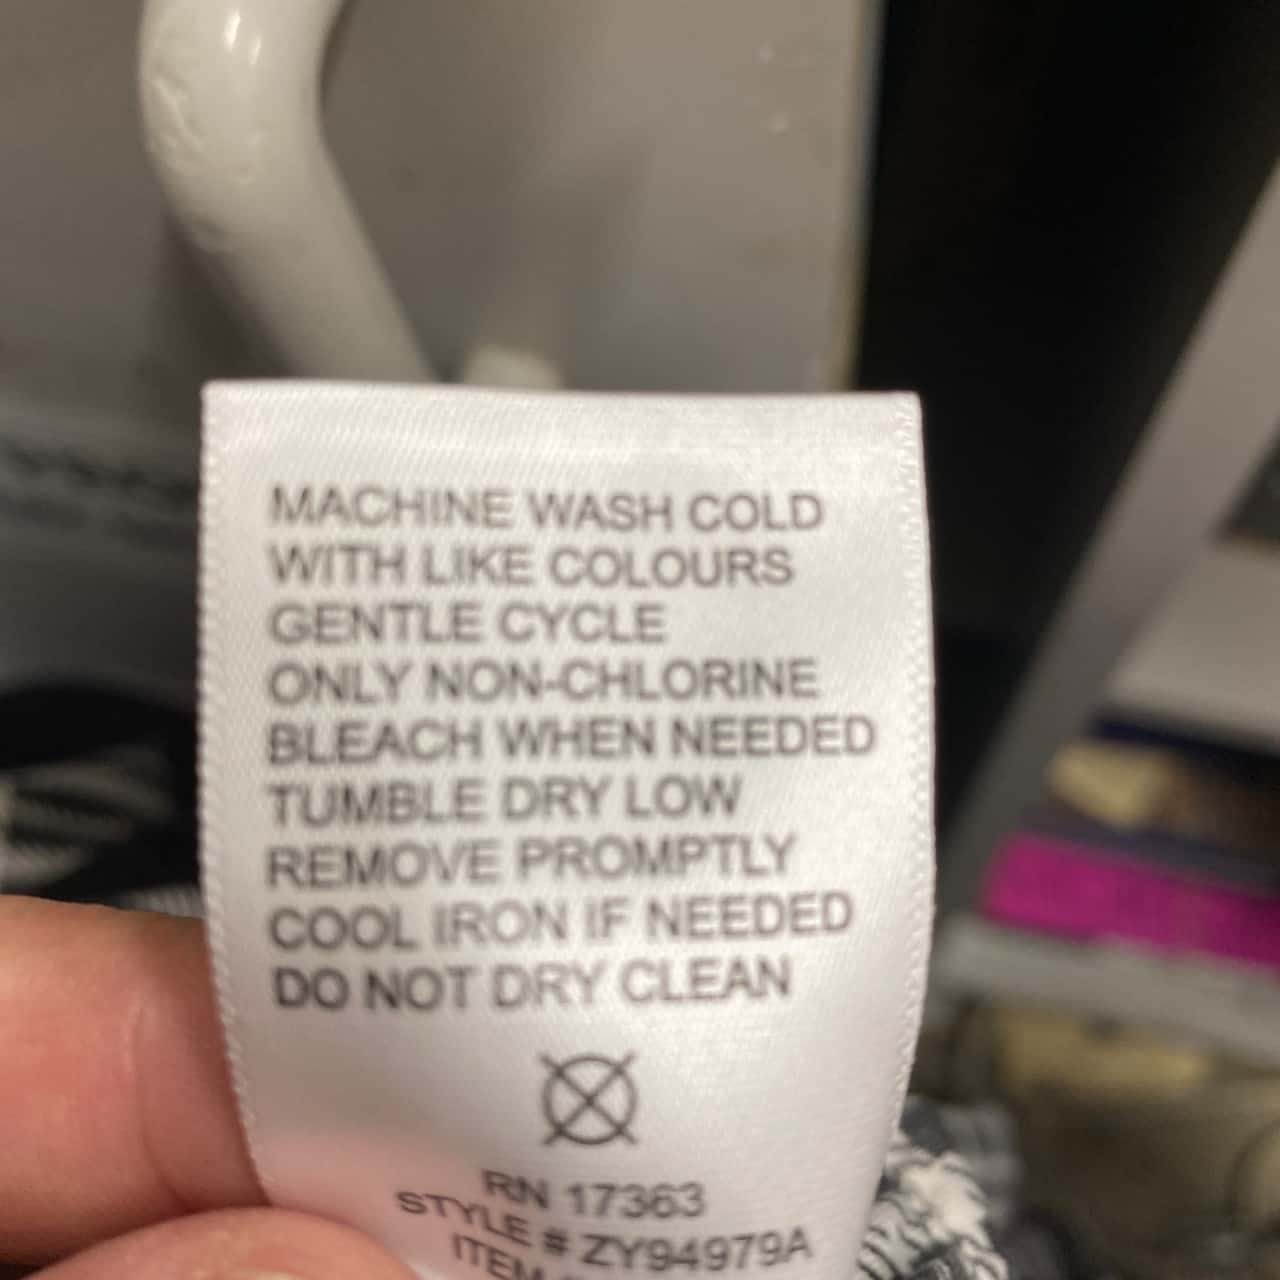 MACHINE WASH COLD
WITH LIKE COLOURS
GENTLE CYCLE
ONLY NON-CHLORINE
BLEACH WHEN NEEDED
TUMBLE DRY LOW
REMOVE PROMPTLY
COOL IRON IF NEEDED
DO NOT DRY CLEAN
RN 17363
STYLE # ZY94979A
ITEM